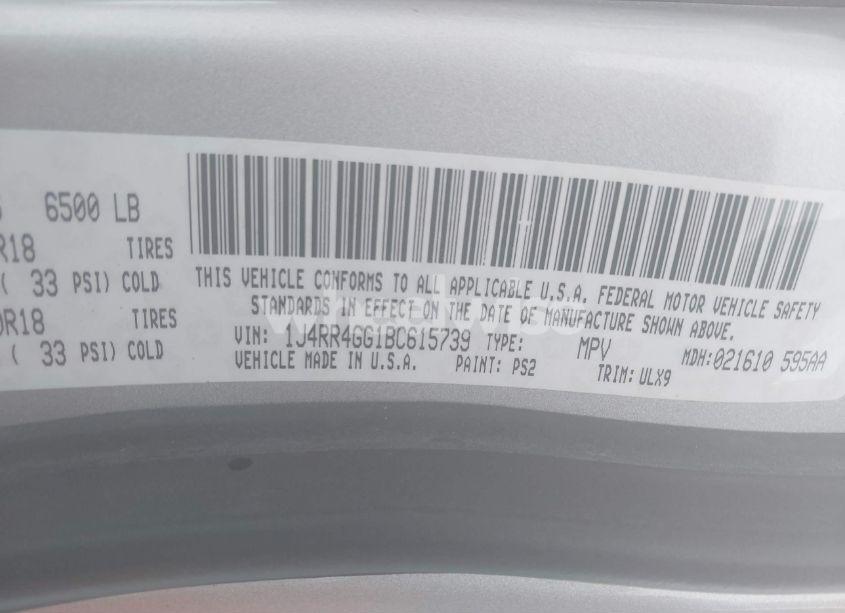 6500 LB
R18 TIRES
( 33 PSI) COLD
0R18 TIRES
( 33 PSI) COLD
THIS VEHICLE CONFORMS TO ALL APPLICABLE U.S.A. FEDERAL MOTOR VEHICLE SAFETY
STANDARDS IN EFFECT ON THE DATE OF MANUFACTURE SHOWN ABOVE.
VIN: 1J4RR4GG1BC615739 TYPE: MPV MDH:021610 595AA
VEHICLE MADE IN U.S.A. PAINT: PS2 TRIM: ULX9